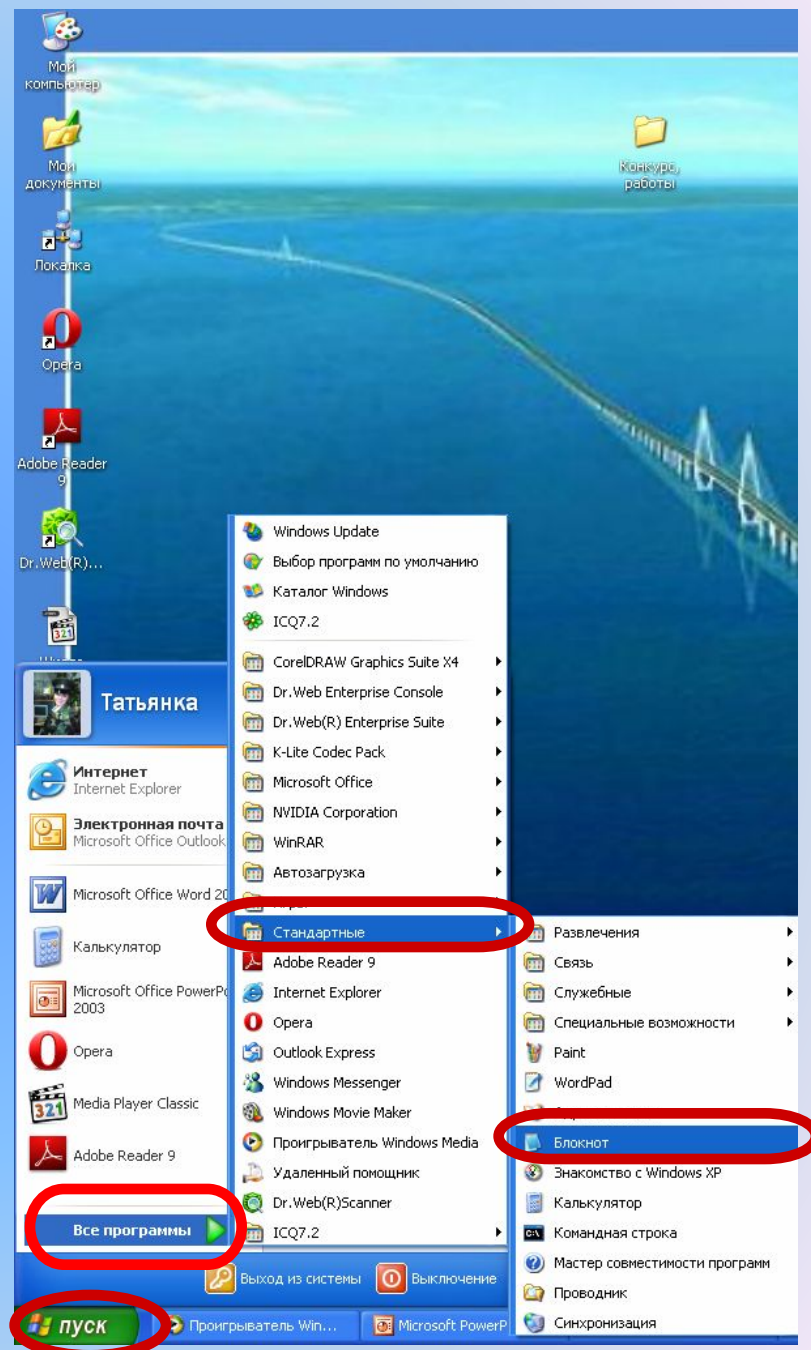 Мой
компьютер
Мои
документы
Локалка
Opera
Adobe Reader
9
Dr.Web(R)...
Конкурс,
работы
Татьянка
Интернет
Internet Explorer
Электронная почта
Microsoft Office Outlook
Microsoft Office Word 20
Калькулятор
Microsoft Office PowerPo
2003
Opera
Media Player Classic
Adobe Reader 9
Все программы
Windows Update
Выбор программ по умолчанию
Каталог Windows
ICQ7.2
CorelDRAW Graphics Suite X4
Dr.Web Enterprise Console
Dr.Web(R) Enterprise Suite
K-Lite Codec Pack
Microsoft Office
NVIDIA Corporation
WinRAR
Автозагрузка
Стандартные
Adobe Reader 9
Internet Explorer
Opera
Outlook Express
Windows Messenger
Windows Movie Maker
Проигрыватель Windows Media
Удаленный помощник
Dr.Web(R)Scanner
ICQ7.2
Развлечения
Связь
Служебные
Специальные возможности
Paint
WordPad
Блокнот
Знакомство с Windows XP
Калькулятор
Командная строка
Мастер совместимости программ
Проводник
Синхронизация
Выход из системы
Выключение
пуск
Проигрыватель Win...
Microsoft PowerP